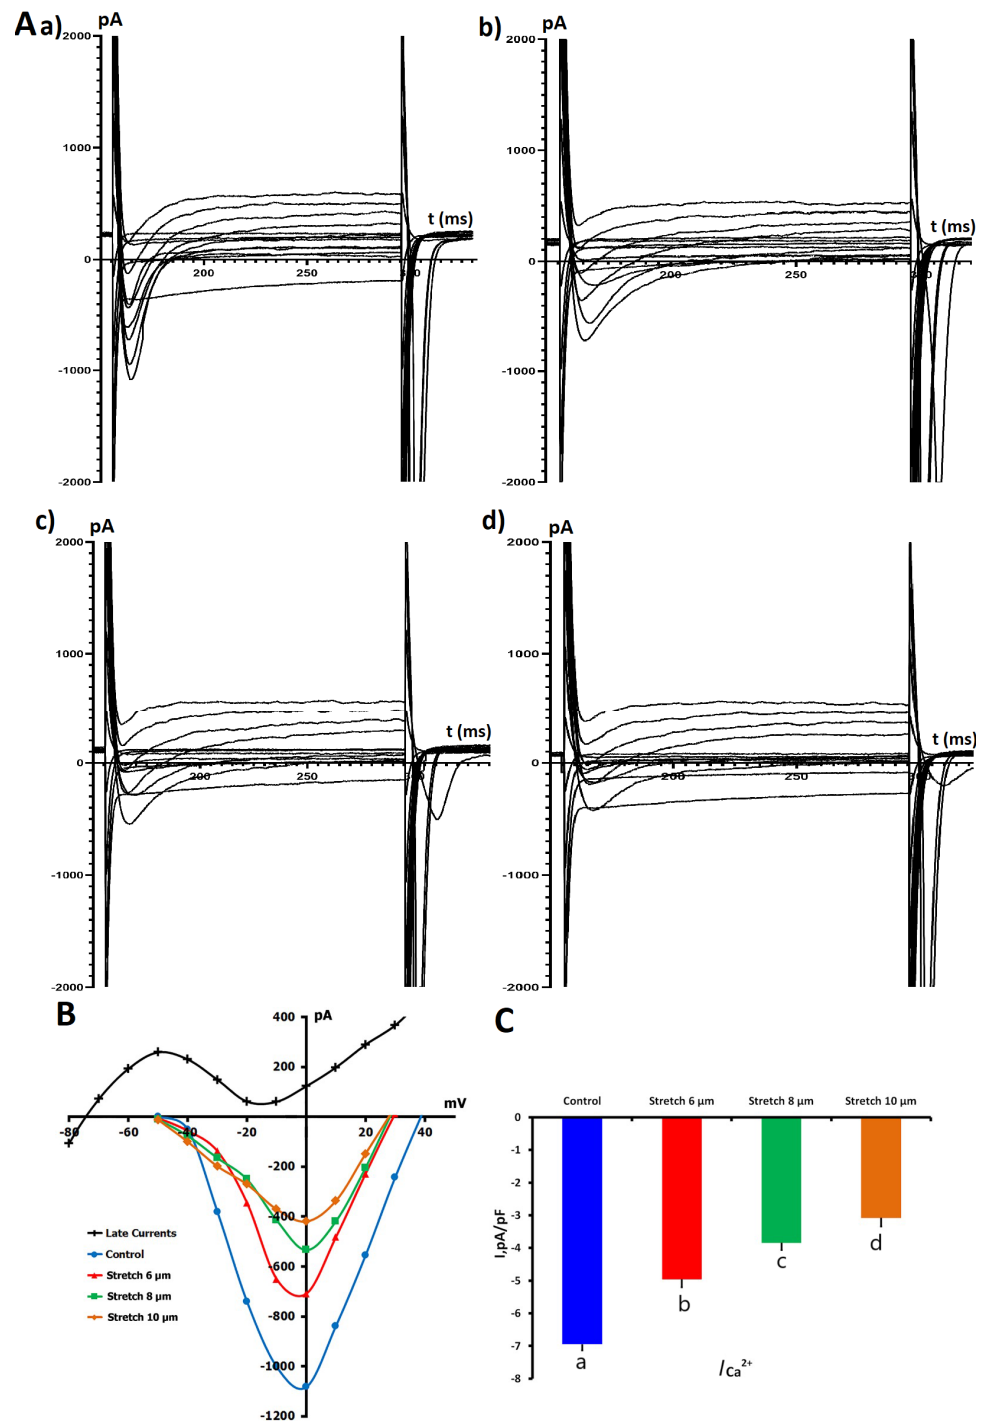 A a)
pA
2000
1000
0
-1000
-2000
200
250
t (ms)
b)
pA
2000
1000
0
-1000
-2000
200
250
t (ms)
c)
pA
2000
1000
0
-1000
-2000
200
250
t (ms)
d)
pA
2000
1000
0
-1000
-2000
200
250
t (ms)
B
pA
400
200
mV
-80
-60
-40
-20
0
20
40
-200
-400
-600
-800
-1000
-1200
Late Currents
Control
Stretch 6 µm
Stretch 8 µm
Stretch 10 µm
C
Control
Stretch 6 µm
Stretch 8 µm
Stretch 10 µm
0
-1
-2
-3
-4
-5
-6
-7
-8
I,pA/pF
a
b
c
d
I Ca²⁺